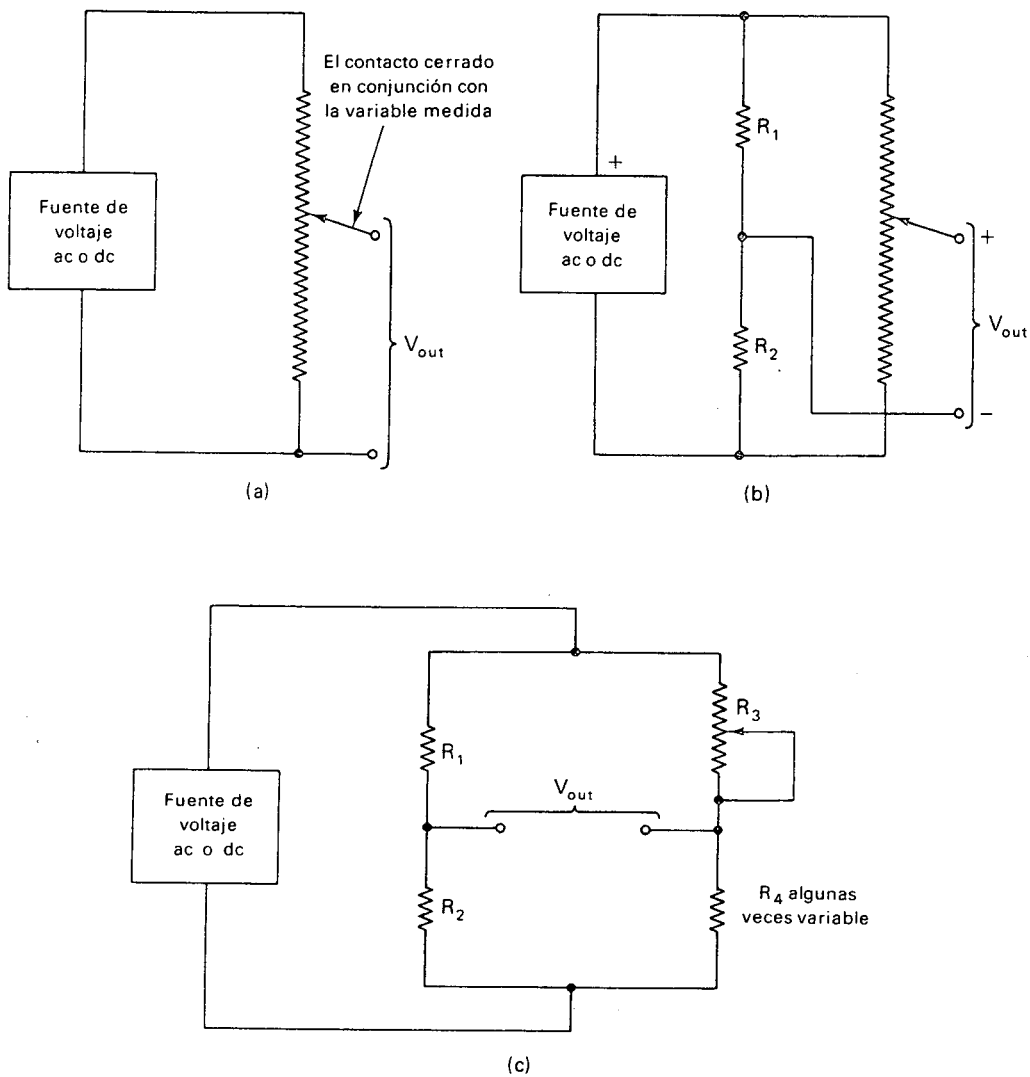 El contacto cerrado
en conjunción con
la variable medida
Fuente de
voltaje
ac o dc
V_out
(a)
+
Fuente de
voltaje
ac o dc
R_1
R_2
+
V_out
−
(b)
Fuente de
voltaje
ac o dc
R_1
R_2
V_out
R_3
R_4 algunas
veces variable
(c)